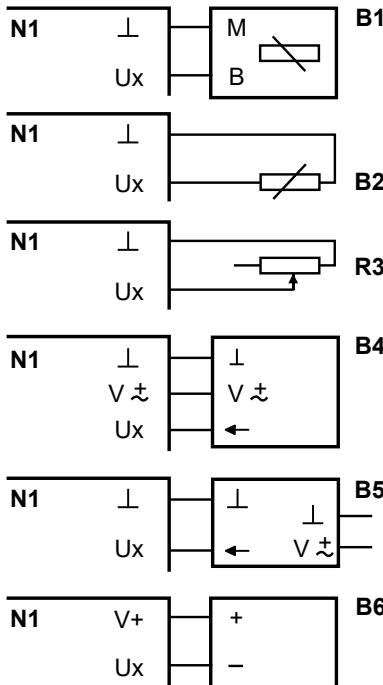 N1 ⊥ M B1
Ux B
N1 ⊥
Ux B2
N1 ⊥
R3
Ux
N1 ⊥ ⊥ B4
V ≂̟ V ≂̟
Ux ←
N1 ⊥ ⊥ B5
⊥
Ux ← V ≂̟
N1 V+ + B6
Ux −